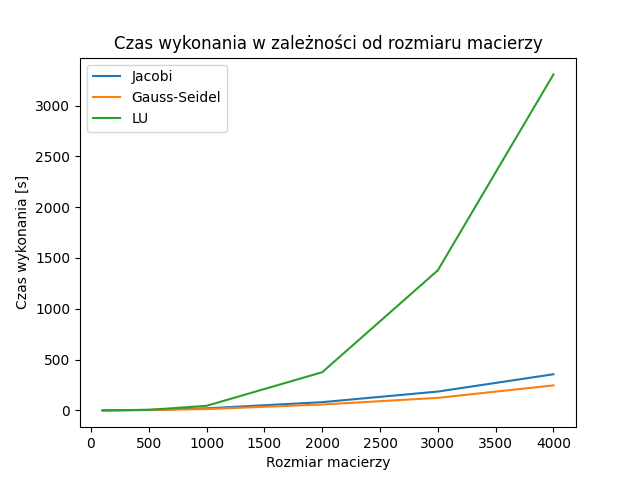 Czas wykonania w zależności od rozmiaru macierzy
Jacobi
Gauss-Seidel
LU
3000
2500
2000
1500
1000
500
0
Czas wykonania [s]
0 500 1000 1500 2000 2500 3000 3500 4000
Rozmiar macierzy